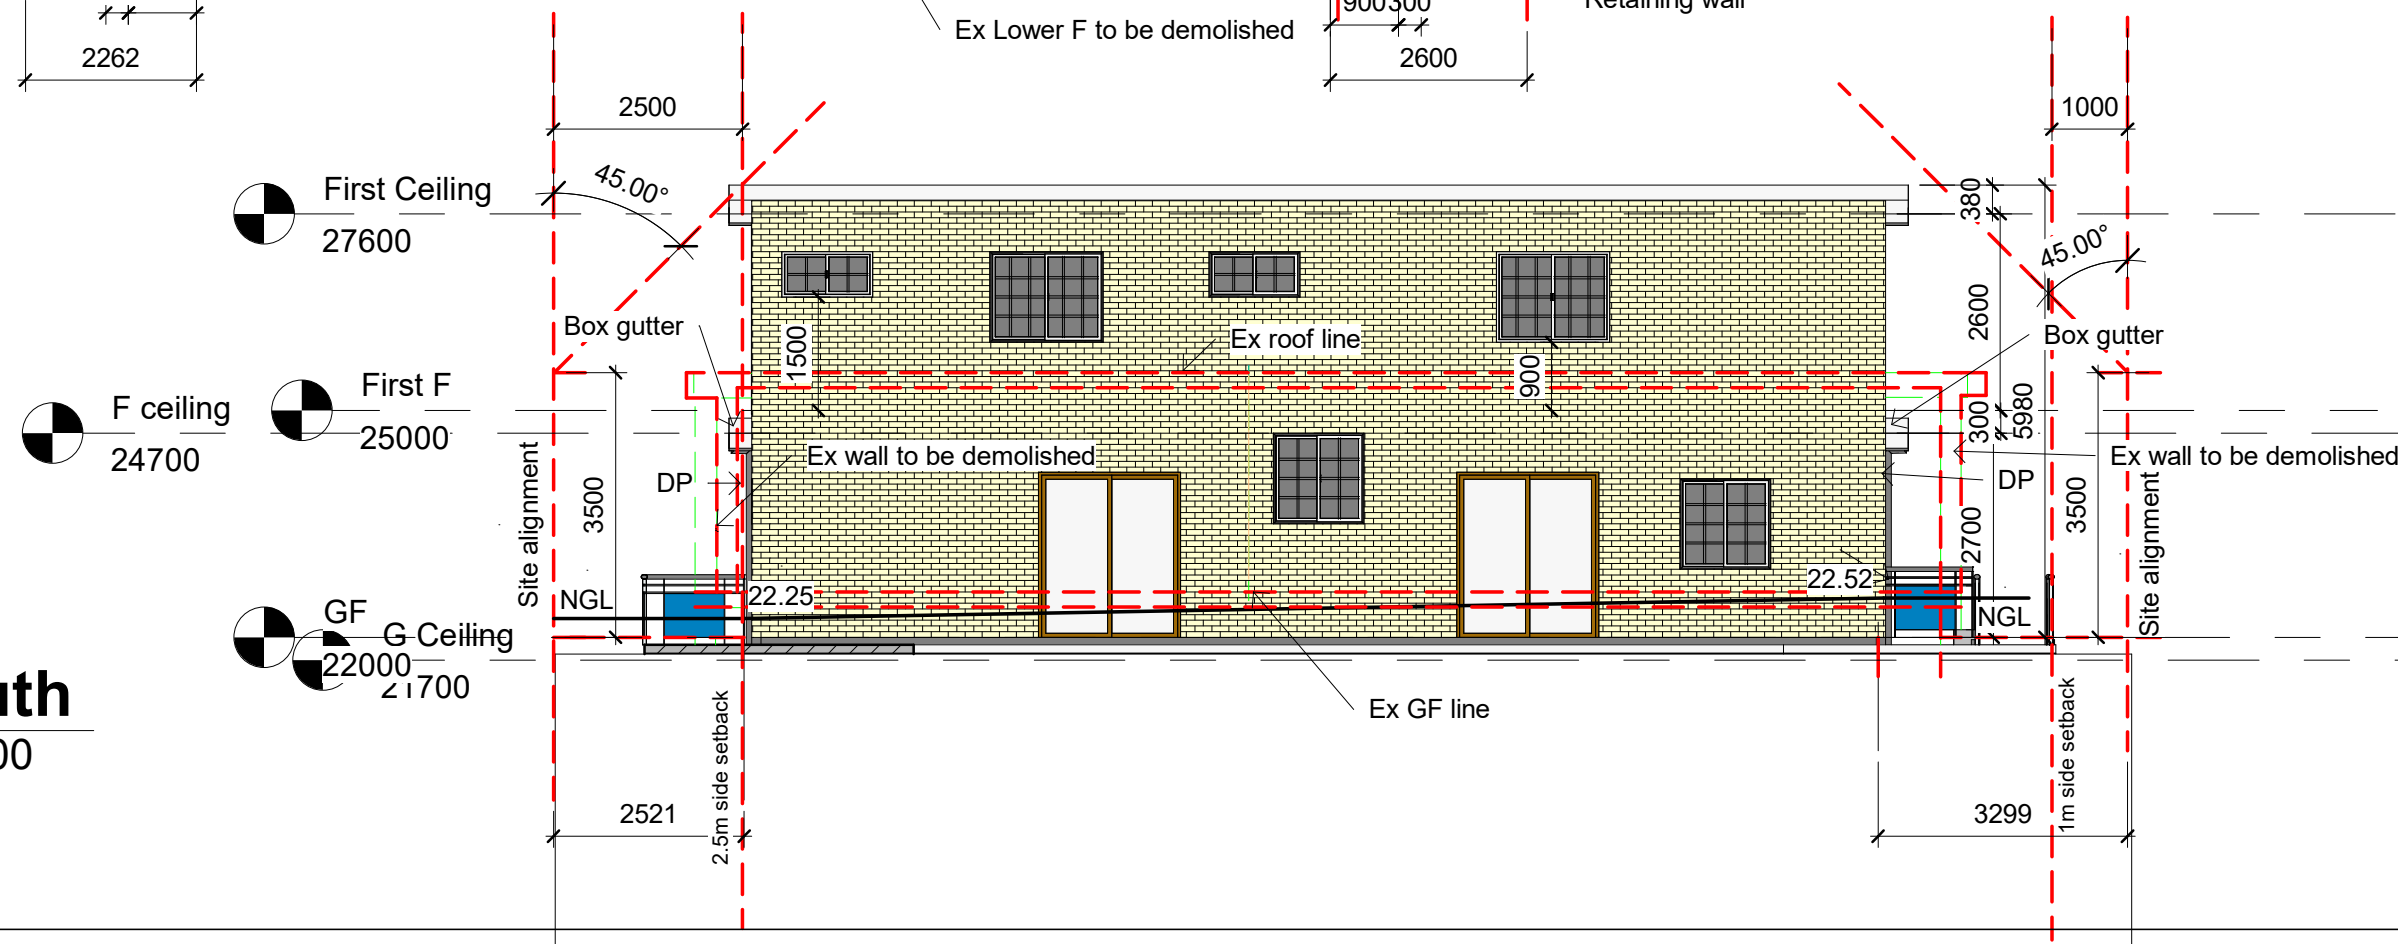 900300
Retaining wall
Ex Lower F to be demolished
2262
2600
2500
1000
45.00°
First Ceiling
27600
380
45.00°
2600
Box gutter
Ex roof line
Box gutter
1500
900
First F
25000
F ceiling
24700
300
5980
Ex wall to be demolished
Ex wall to be demolished
DP
DP
Site alignment
3500
2700
3500
Site alignment
22.25
22.52
NGL
NGL
GF
22000
G Ceiling
21700
uth
00
Ex GF line
2.5m side setback
1m side setback
2521
3299